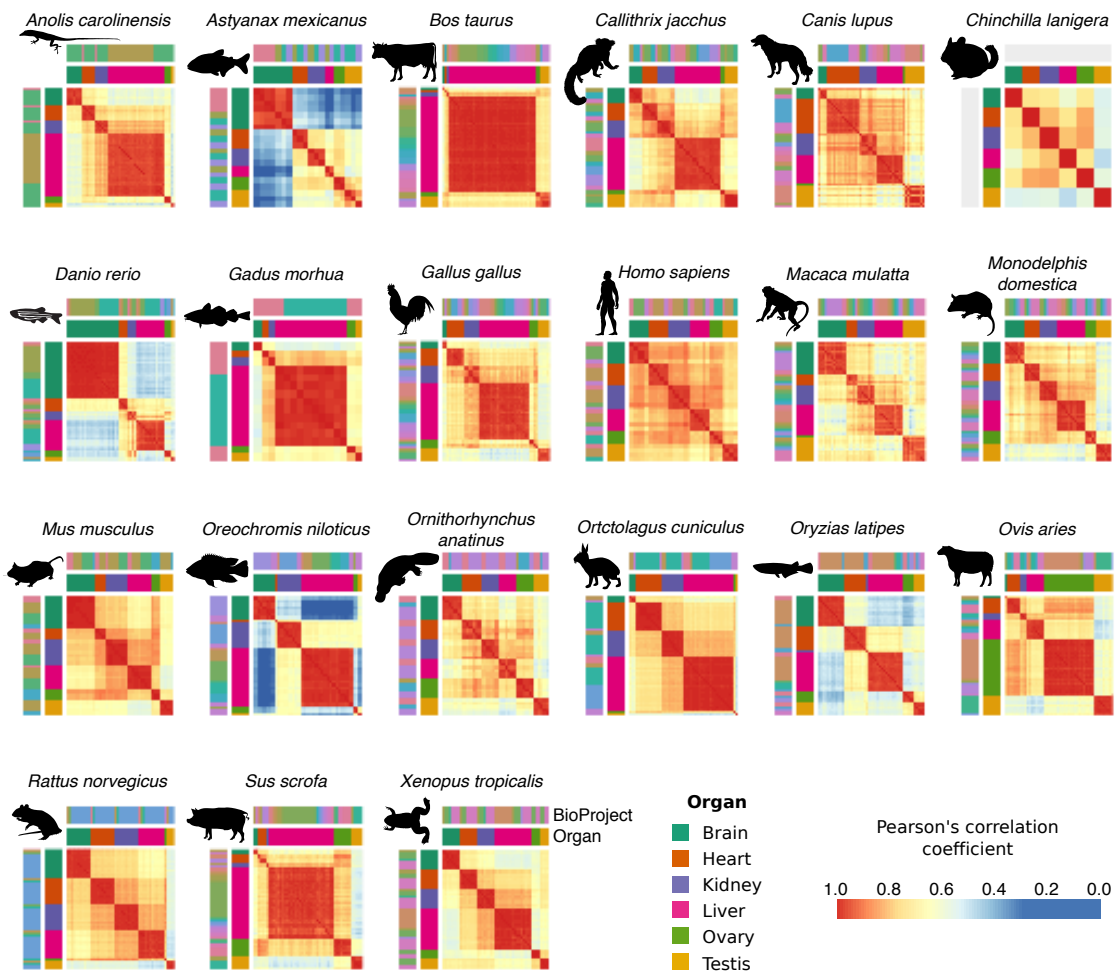 Anolis carolinensis
Astyanax mexicanus
Bos taurus
Callithrix jacchus
Canis lupus
Chinchilla lanigera
Danio rerio
Gadus morhua
Gallus gallus
Homo sapiens
Macaca mulatta
Monodelphis
domestica
Mus musculus
Oreochromis niloticus
Ornithorhynchus
anatinus
Ortctolagus cuniculus
Oryzias latipes
Ovis aries
Rattus norvegicus
Sus scrofa
Xenopus tropicalis
BioProject
Organ
Organ
Brain
Heart
Kidney
Liver
Ovary
Testis
Pearson's correlation
coefficient
1.0 0.8 0.6 0.4 0.2 0.0